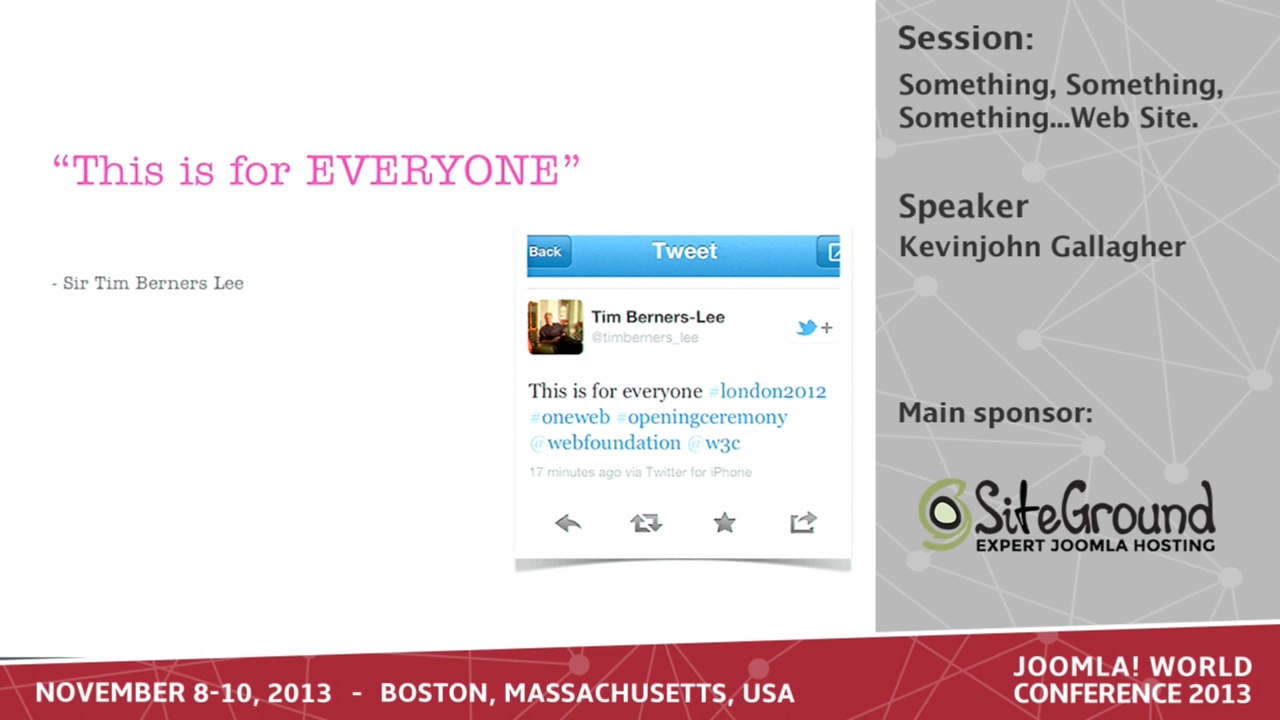 “This is for EVERYONE”
- Sir Tim Berners Lee
Back
Tweet
Tim Berners-Lee
@timberners_lee
This is for everyone #london2012
#oneweb #openingceremony
@webfoundation @w3c
17 minutes ago via Twitter for iPhone
Session:
Something, Something,
Something...Web Site.
Speaker
Kevinjohn Gallagher
Main sponsor:
SiteGround
EXPERT JOOMLA HOSTING
NOVEMBER 8-10, 2013 - BOSTON, MASSACHUSETTS, USA
JOOMLA! WORLD
CONFERENCE 2013